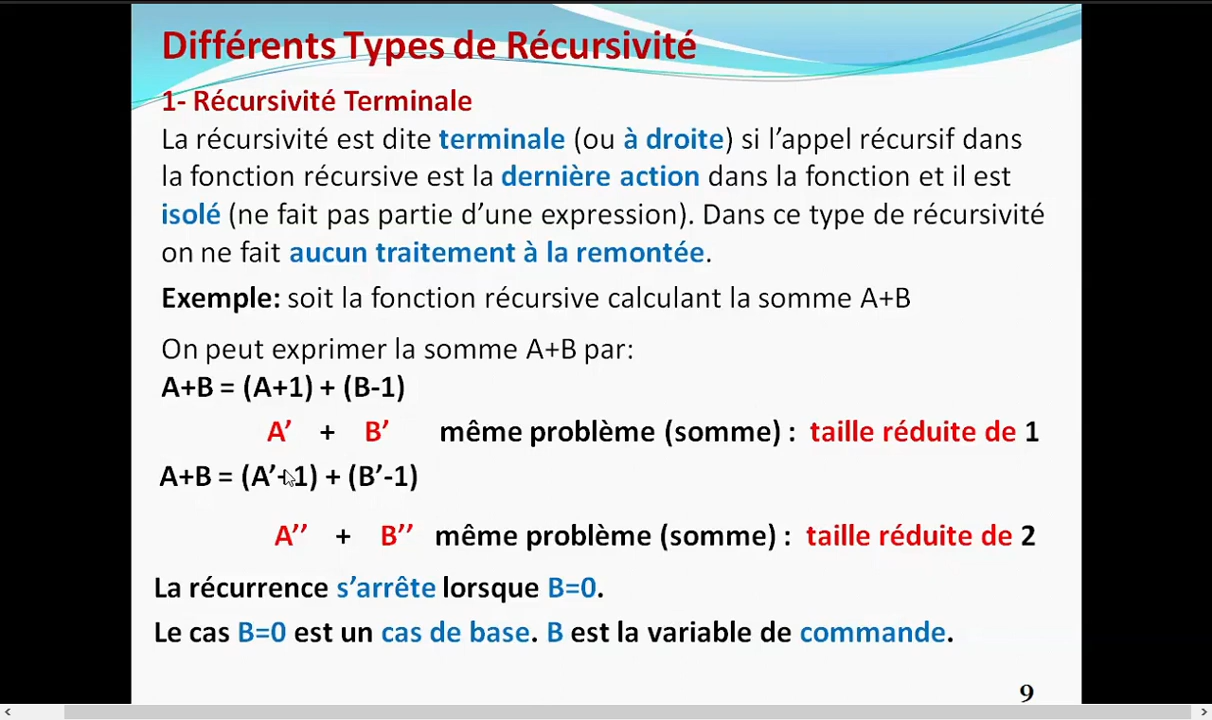 Différents Types de Récursivité
1- Récursivité Terminale
La récursivité est dite terminale (ou à droite) si l’appel récursif dans
la fonction récursive est la dernière action dans la fonction et il est
isolé (ne fait pas partie d’une expression). Dans ce type de récursivité
on ne fait aucun traitement à la remontée.
Exemple: soit la fonction récursive calculant la somme A+B
On peut exprimer la somme A+B par:
A+B = (A+1) + (B-1)
A’ + B’ même problème (somme) : taille réduite de 1
A+B = (A’+1) + (B’-1)
A’’ + B’’ même problème (somme) : taille réduite de 2
La récurrence s’arrête lorsque B=0.
Le cas B=0 est un cas de base. B est la variable de commande.
9